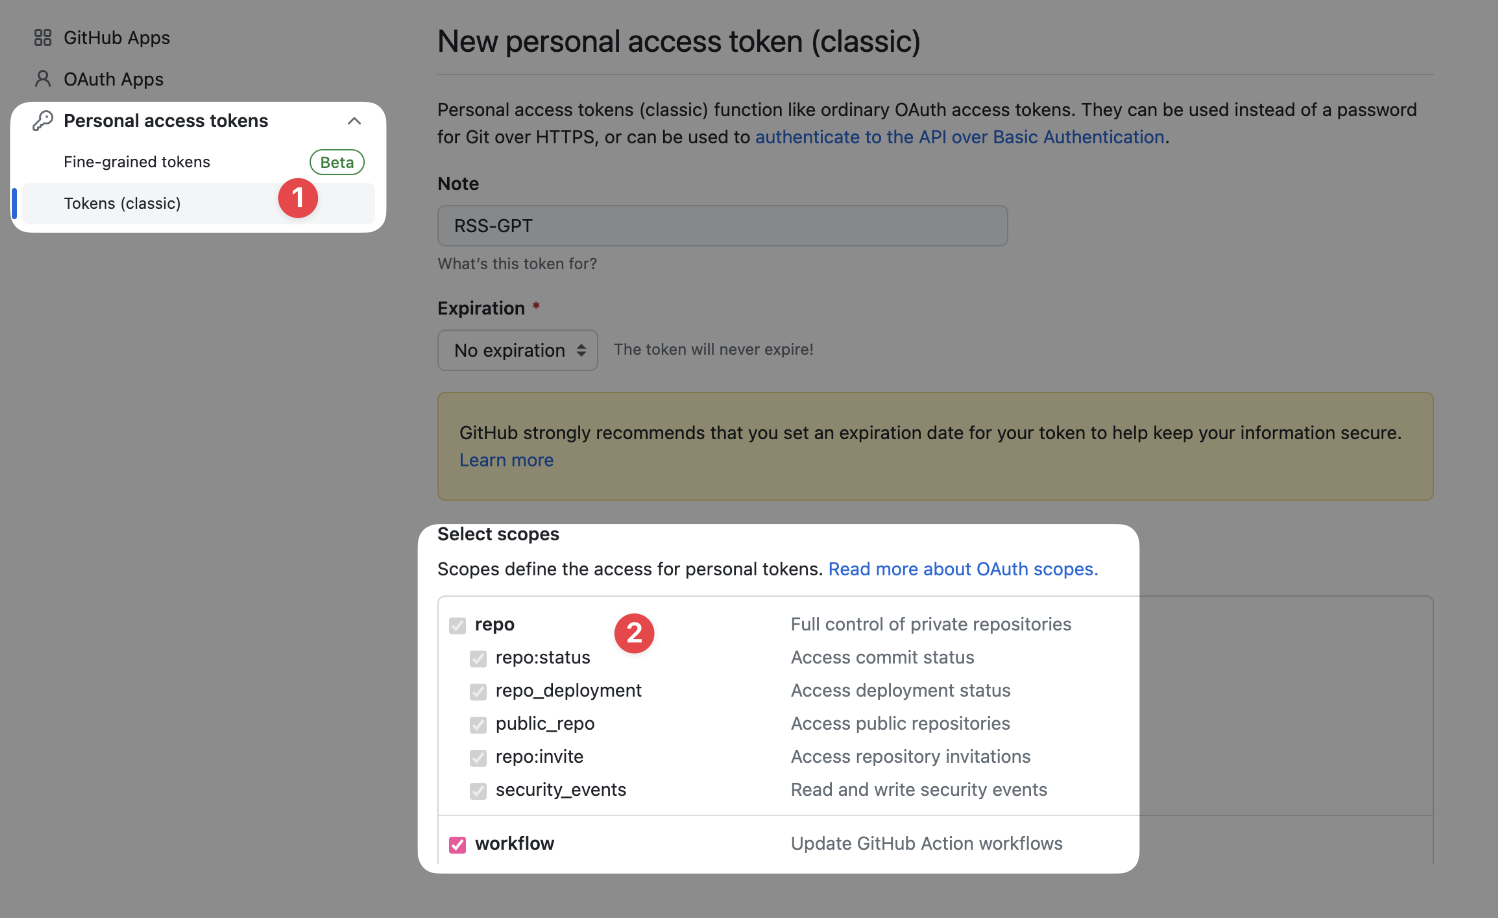 GitHub Apps
OAuth Apps
Personal access tokens
Fine-grained tokens
Beta
Tokens (classic)
1
New personal access token (classic)
Personal access tokens (classic) function like ordinary OAuth access tokens. They can be used instead of a password
for Git over HTTPS, or can be used to authenticate to the API over Basic Authentication.
Note
RSS-GPT
What's this token for?
Expiration *
No expiration
The token will never expire!
GitHub strongly recommends that you set an expiration date for your token to help keep your information secure.
Learn more
Select scopes
Scopes define the access for personal tokens. Read more about OAuth scopes.
repo
2
Full control of private repositories
repo:status
Access commit status
repo_deployment
Access deployment status
public_repo
Access public repositories
repo:invite
Access repository invitations
security_events
Read and write security events
workflow
Update GitHub Action workflows